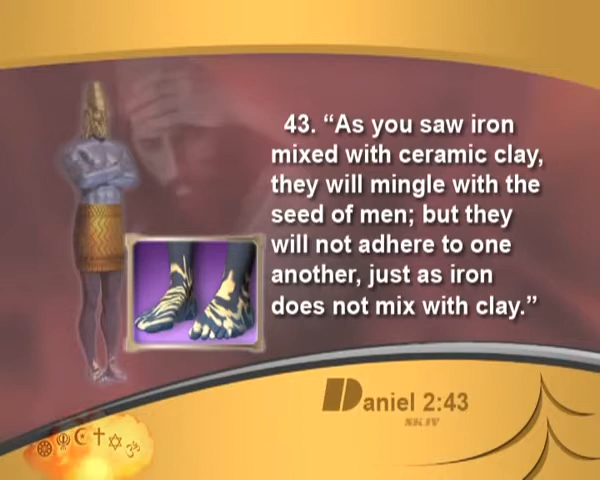 43. “As you saw iron
mixed with ceramic clay,
they will mingle with the
seed of men; but they
will not adhere to one
another, just as iron
does not mix with clay.”
Daniel 2:43
NKJV